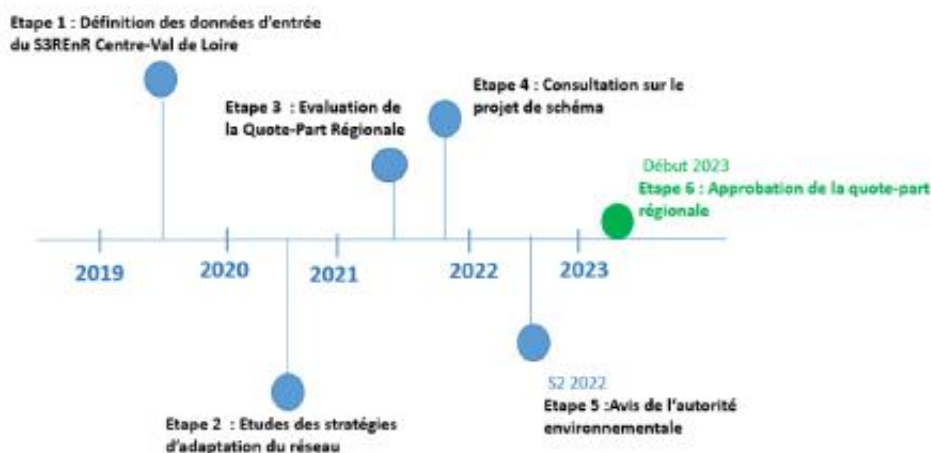 Etape 1 : Définition des données d'entrée
du S3REnR Centre-Val de Loire
Etape 3 : Evaluation de
la Quote-Part Régionale
Etape 4 : Consultation sur le
projet de schéma
Début 2023
Etape 6 : Approbation de la quote-part
régionale
2019
2020
2021
2022
2023
S2 2022
Etape 5 :Avis de l'autorité
environnementale
Etape 2 : Etudes des stratégies
d'adaptation du réseau